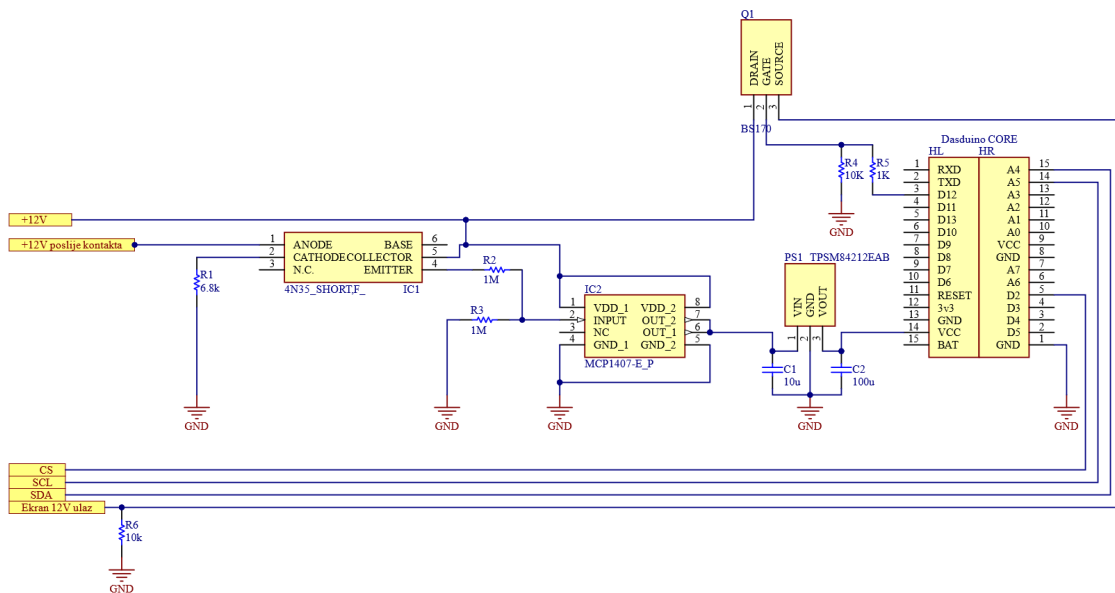 Q1
DRAIN
GATE
SOURCE
1
2
3
BS170
Dasduino CORE
HL HR
R4
10K
R5
1K
GND
1 RXD A4 15
2 TXD A5 14
3 D12 A3 13
4 D11 A2 12
5 D13 A1 11
6 D10 A0 10
7 D9 VCC 9
8 D8 GND 8
9 D7 A7 7
10 D6 A6 6
11 RESET D2 5
12 3v3 D3 4
13 GND D4 3
14 VCC D5 2
15 BAT GND 1
GND
+12V
+12V poslije kontakta
1 ANODE BASE 6
2 CATHODE COLLECTOR 5
3 N.C. EMITTER 4
4N35_SHORT,F_ IC1
R1
6.8k
GND
R2
1M
R3
1M
GND
IC2
1 VDD_1 VDD_2 8
2 INPUT OUT_2 7
3 NC OUT_1 6
4 GND_1 GND_2 5
MCP1407-E_P
GND
PS1 TPSM84212EAB
VIN
GND
VOUT
1
2
3
C1
10u
C2
100u
GND
CS
SCL
SDA
Ekran 12V ulaz
R6
10k
GND